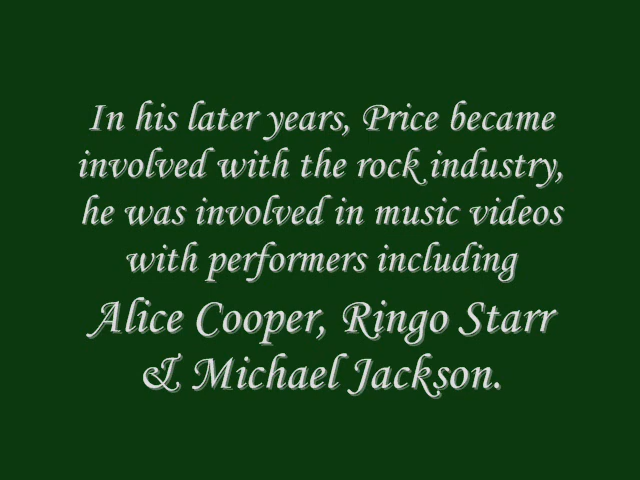 In his later years, Price became
involved with the rock industry,
he was involved in music videos
with performers including
Alice Cooper, Ringo Starr
& Michael Jackson.